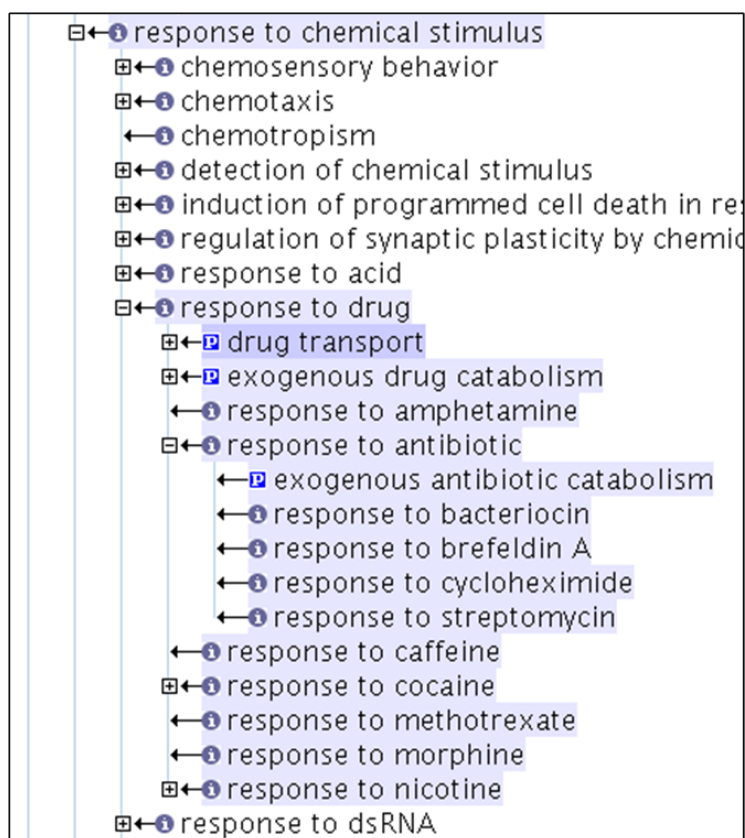 response to chemical stimulus
chemosensory behavior
chemotaxis
chemotropism
detection of chemical stimulus
induction of programmed cell death in res
regulation of synaptic plasticity by chemic
response to acid
response to drug
P drug transport
P exogenous drug catabolism
response to amphetamine
response to antibiotic
P exogenous antibiotic catabolism
response to bacteriocin
response to brefeldin A
response to cycloheximide
response to streptomycin
response to caffeine
response to cocaine
response to methotrexate
response to morphine
response to nicotine
response to dsRNA